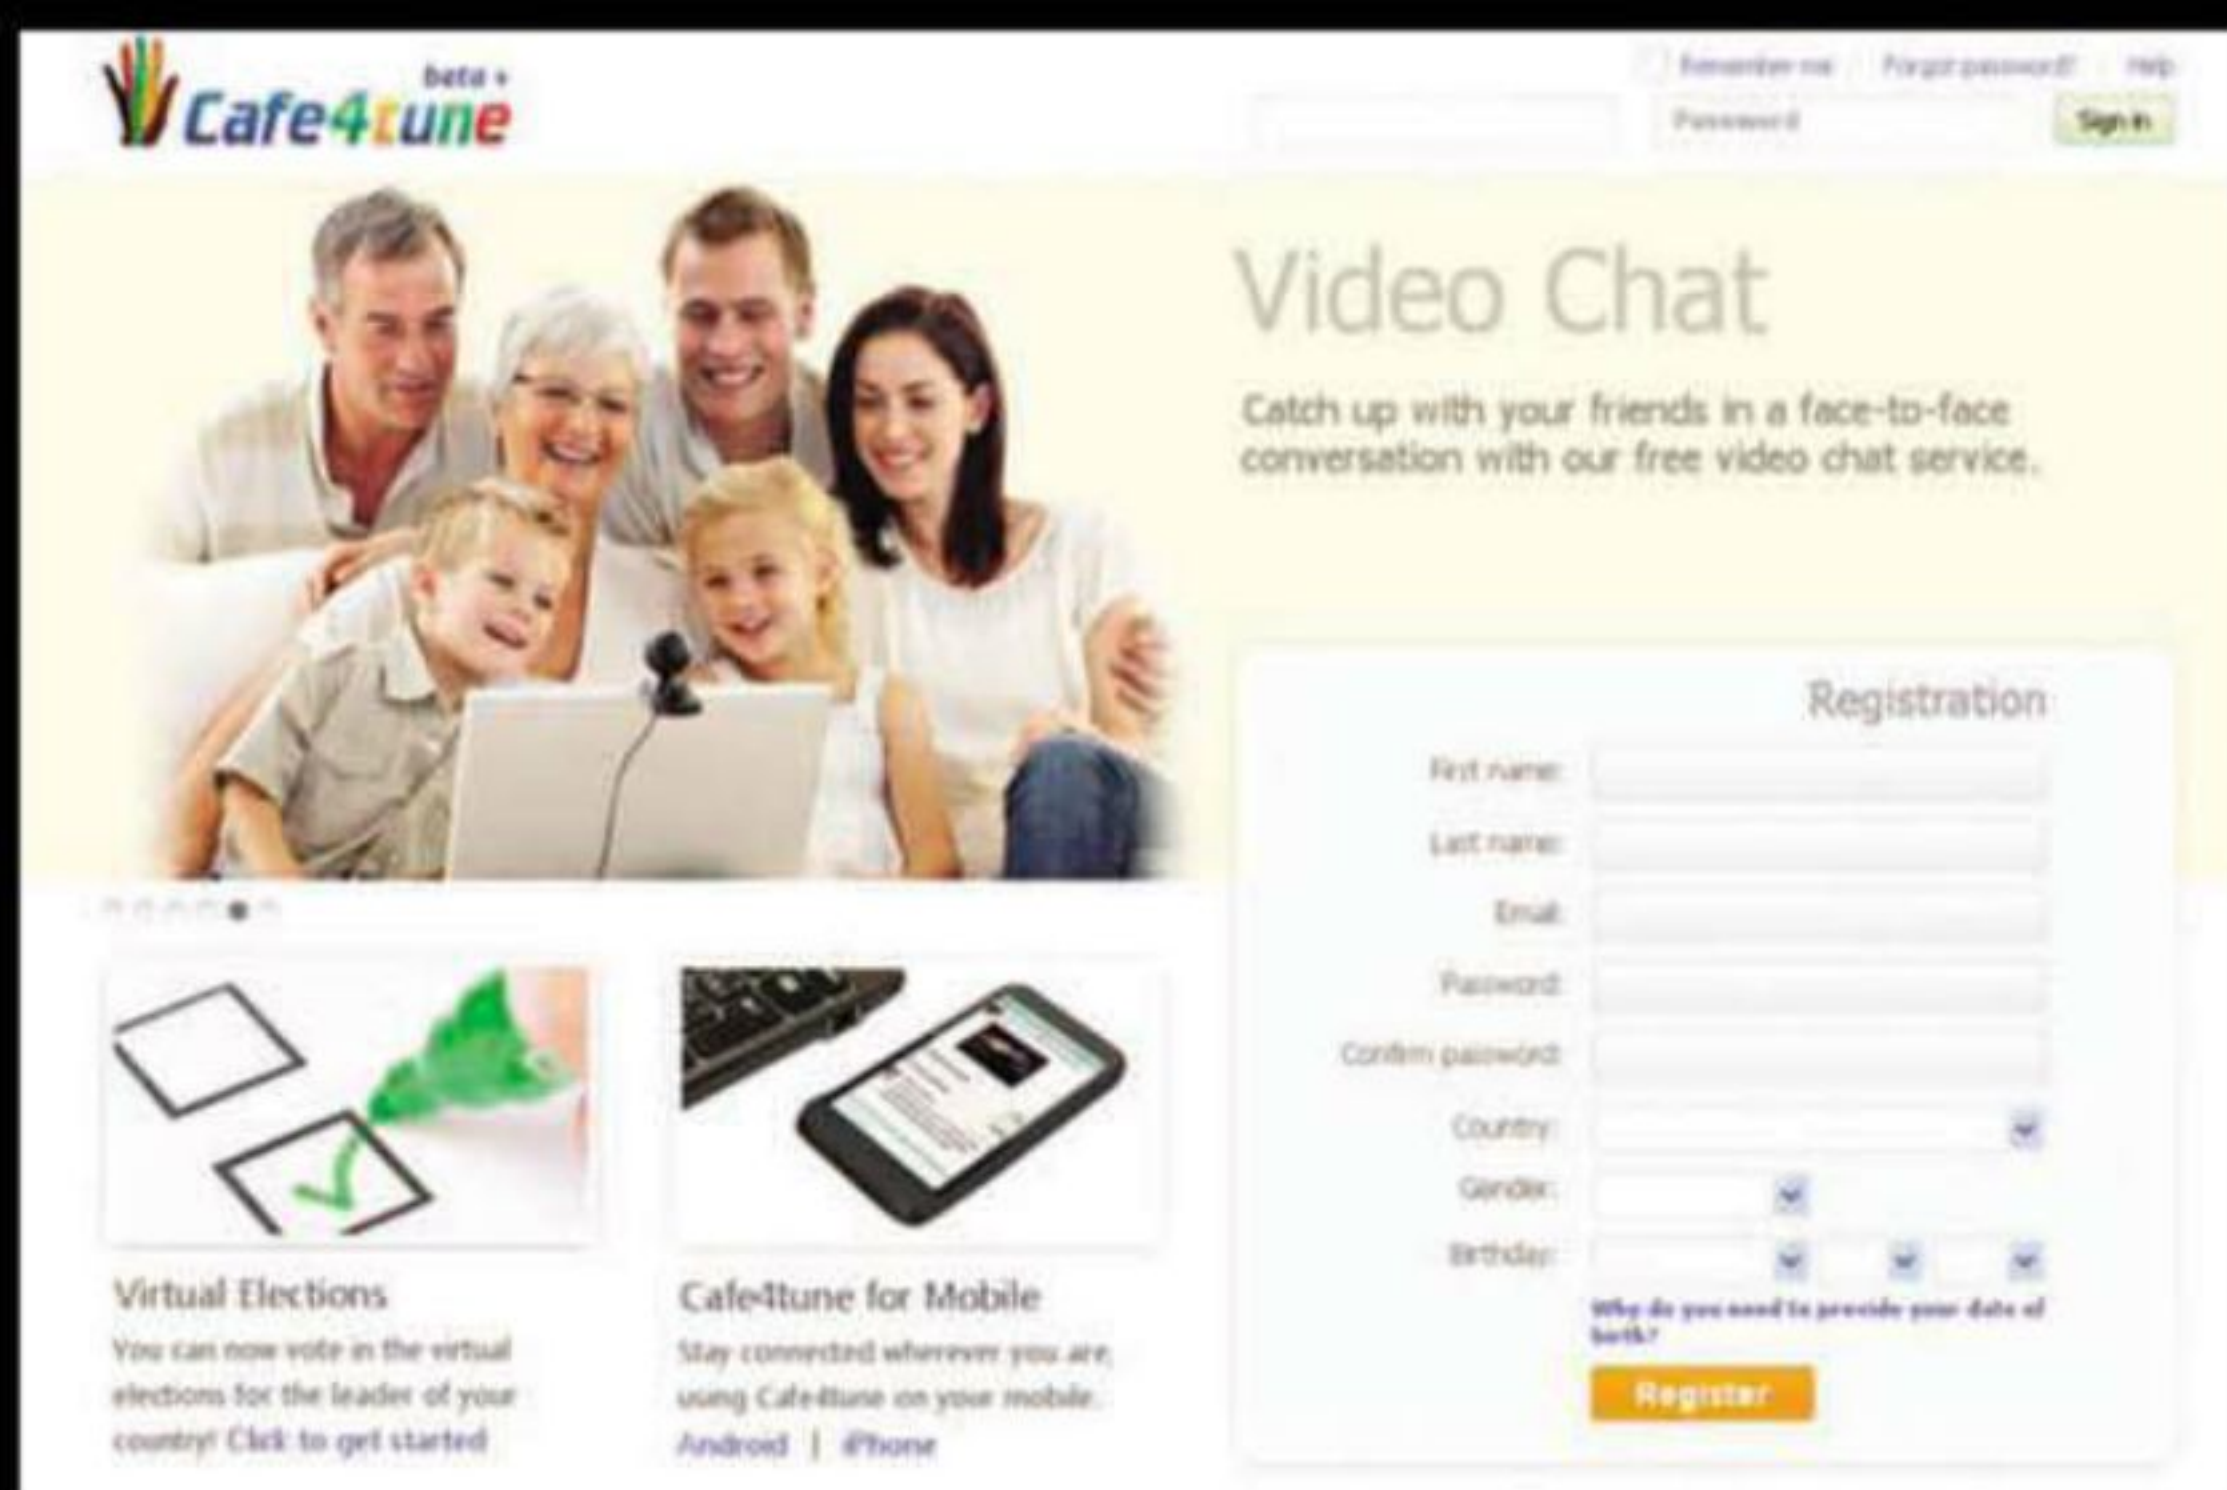 beta +
Cafe4tune
Remember me
Forgot password?
Help
Password
Sign in
Video Chat
Catch up with your friends in a face-to-face
conversation with our free video chat service.
Registration
First name:
Last name:
Email:
Password:
Confirm password:
Country:
Gender:
Birthday:
Why do you need to provide your date of
birth?
Register
Virtual Elections
You can now vote in the virtual
elections for the leader of your
country! Click to get started
Cafe4tune for Mobile
Stay connected wherever you are,
using Cafe4tune on your mobile.
Android | iPhone